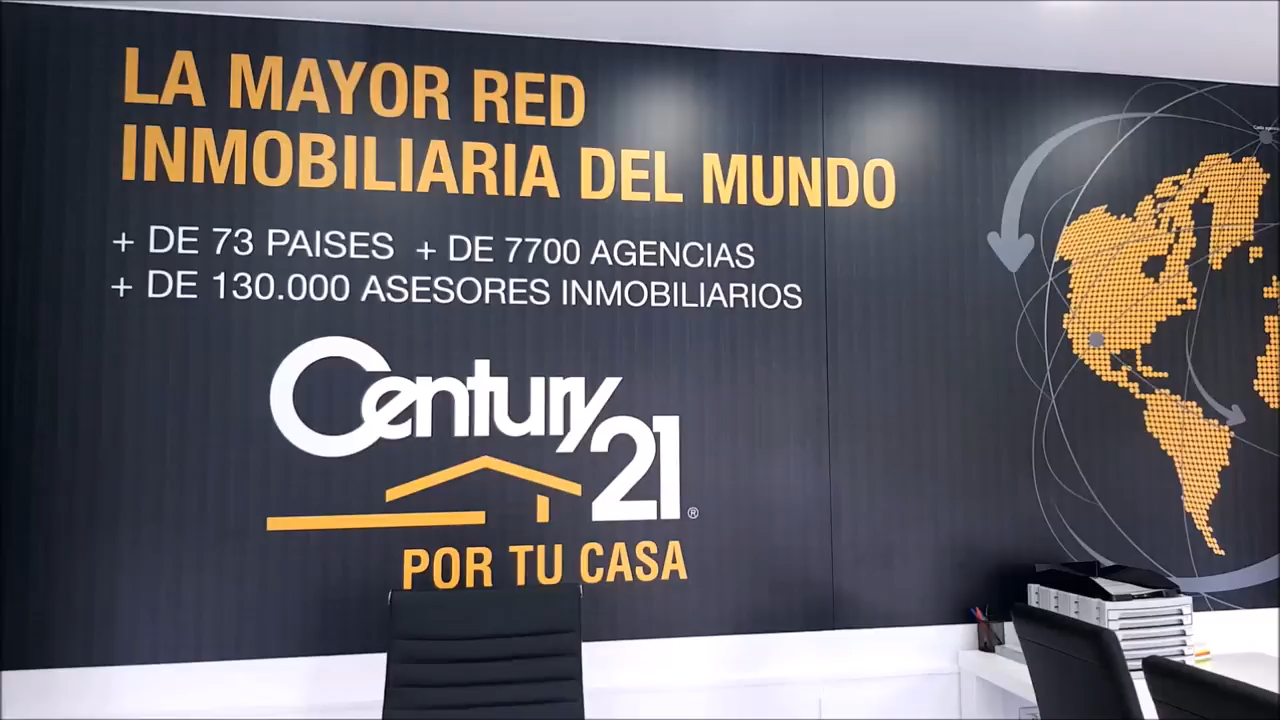 LA MAYOR RED
INMOBILIARIA DEL MUNDO
+ DE 73 PAISES + DE 7700 AGENCIAS
+ DE 130.000 ASESORES INMOBILIARIOS
Century
21®
POR TU CASA